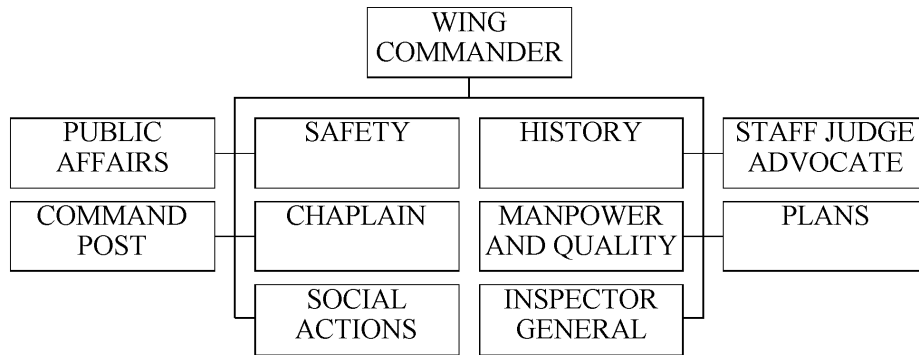 WING
COMMANDER
PUBLIC
AFFAIRS
SAFETY
HISTORY
STAFF JUDGE
ADVOCATE
COMMAND
POST
CHAPLAIN
MANPOWER
AND QUALITY
PLANS
SOCIAL
ACTIONS
INSPECTOR
GENERAL